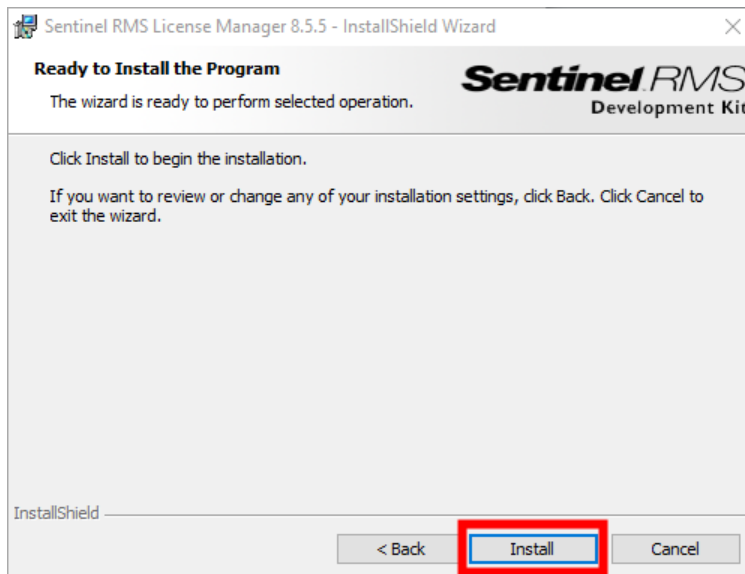 Sentinel RMS License Manager 8.5.5 - InstallShield Wizard
Ready to Install the Program
The wizard is ready to perform selected operation.
Sentinel RMS
Development Kit
Click Install to begin the installation.
If you want to review or change any of your installation settings, click Back. Click Cancel to
exit the wizard.
InstallShield
< Back
Install
Cancel